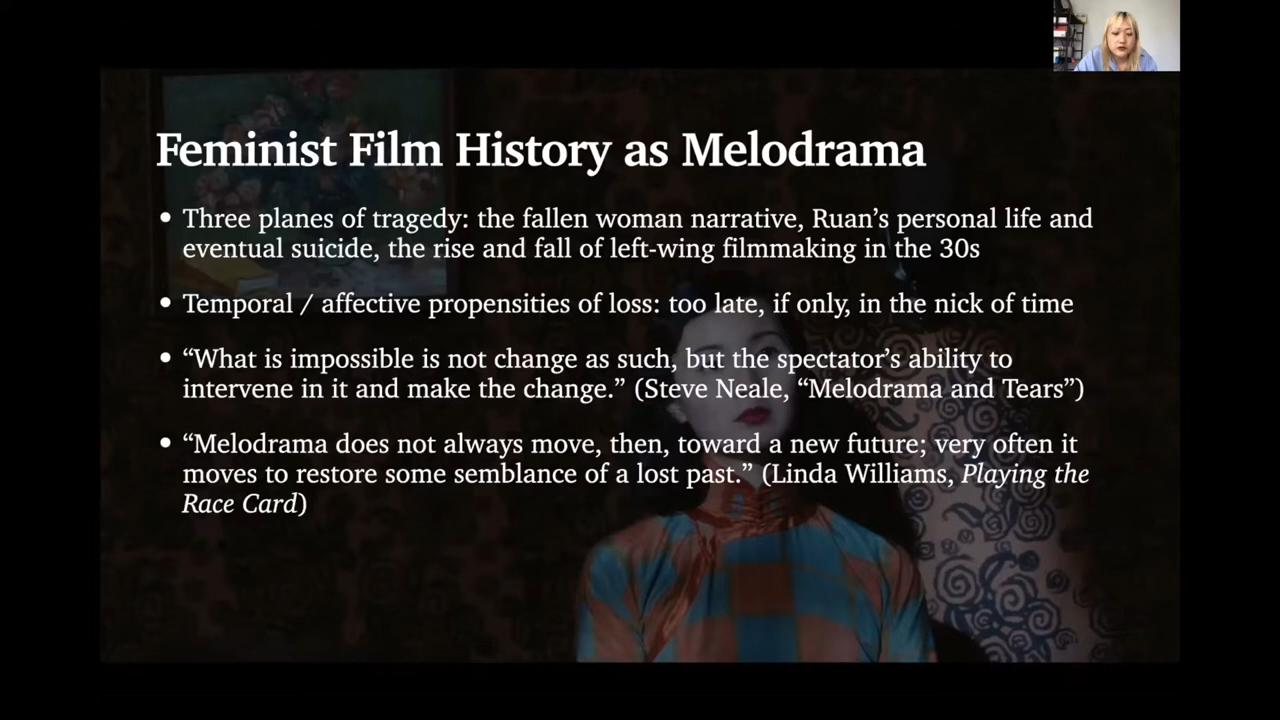 Feminist Film History as Melodrama
• Three planes of tragedy: the fallen woman narrative, Ruan’s personal life and
eventual suicide, the rise and fall of left-wing filmmaking in the 30s
• Temporal / affective propensities of loss: too late, if only, in the nick of time
• “What is impossible is not change as such, but the spectator’s ability to
intervene in it and make the change.” (Steve Neale, “Melodrama and Tears”)
• “Melodrama does not always move, then, toward a new future; very often it
moves to restore some semblance of a lost past.” (Linda Williams, Playing the
Race Card)